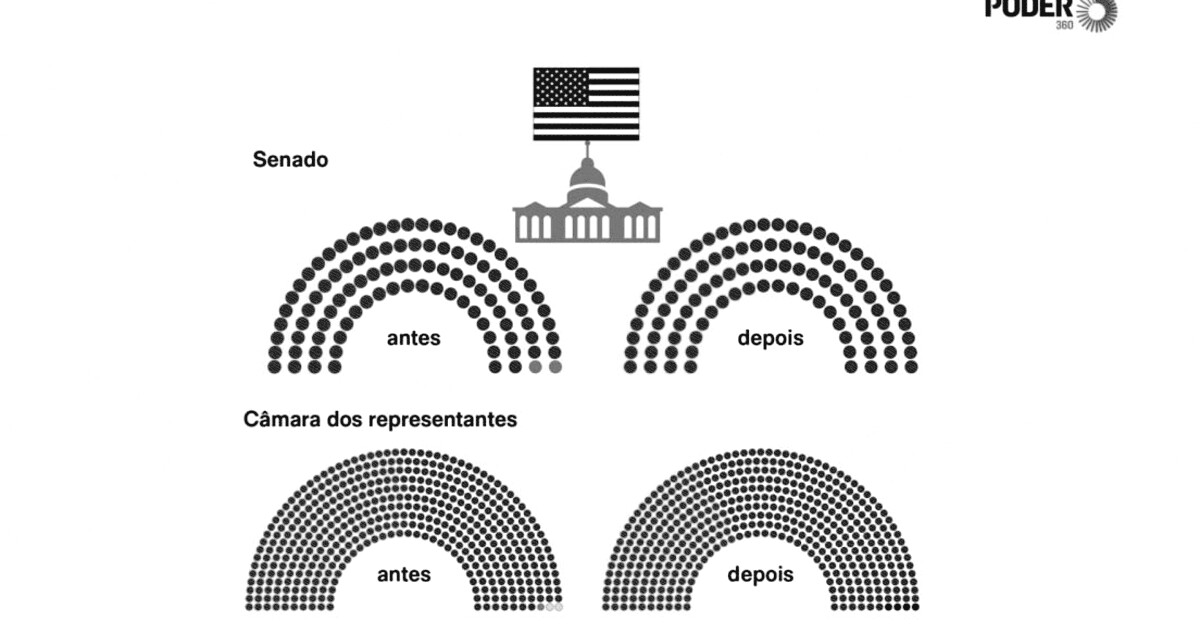 PODER
360
Senado
antes
depois
Câmara dos representantes
antes
depois